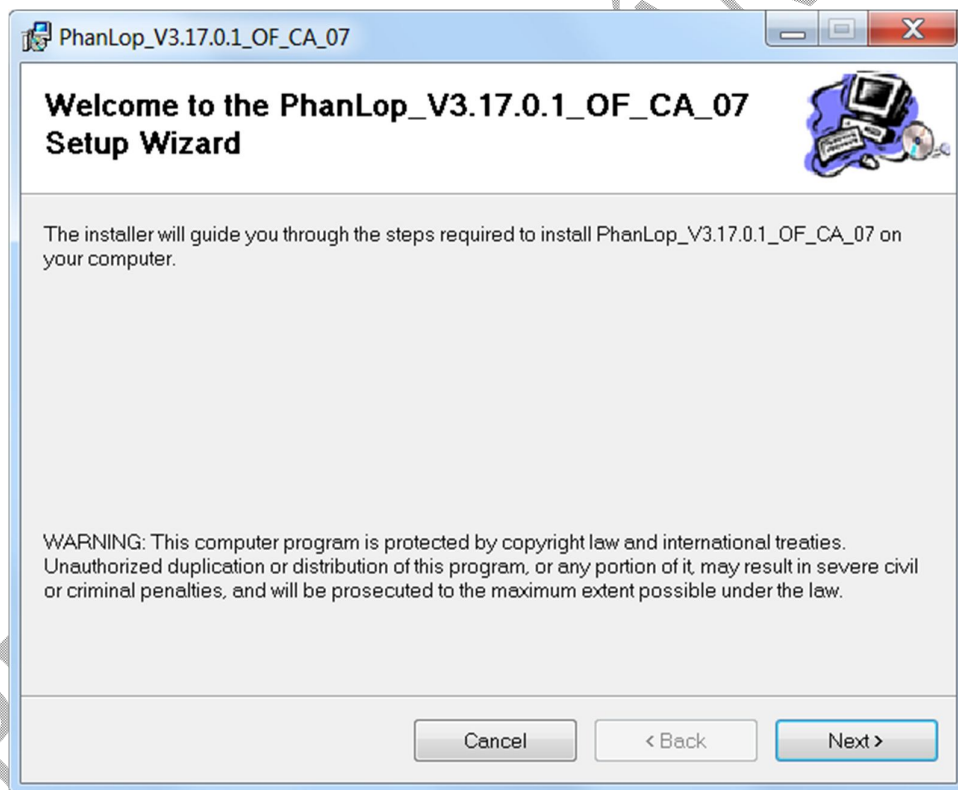 PhanLop_V3.17.0.1_OF_CA_07
Welcome to the PhanLop_V3.17.0.1_OF_CA_07
Setup Wizard
The installer will guide you through the steps required to install PhanLop_V3.17.0.1_OF_CA_07 on
your computer.
WARNING: This computer program is protected by copyright law and international treaties.
Unauthorized duplication or distribution of this program, or any portion of it, may result in severe civil
or criminal penalties, and will be prosecuted to the maximum extent possible under the law.
Cancel < Back Next >